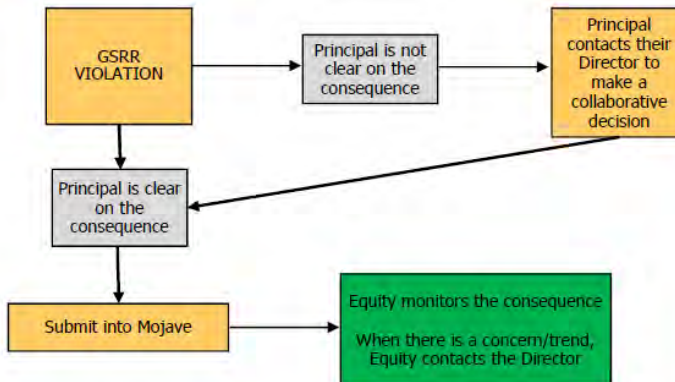 GSRR
VIOLATION
Principal is not
clear on the
consequence
Principal
contacts their
Director to
make a
collaborative
decision
Principal is clear
on the
consequence
Submit into Mojave
Equity monitors the consequence
When there is a concern/trend,
Equity contacts the Director